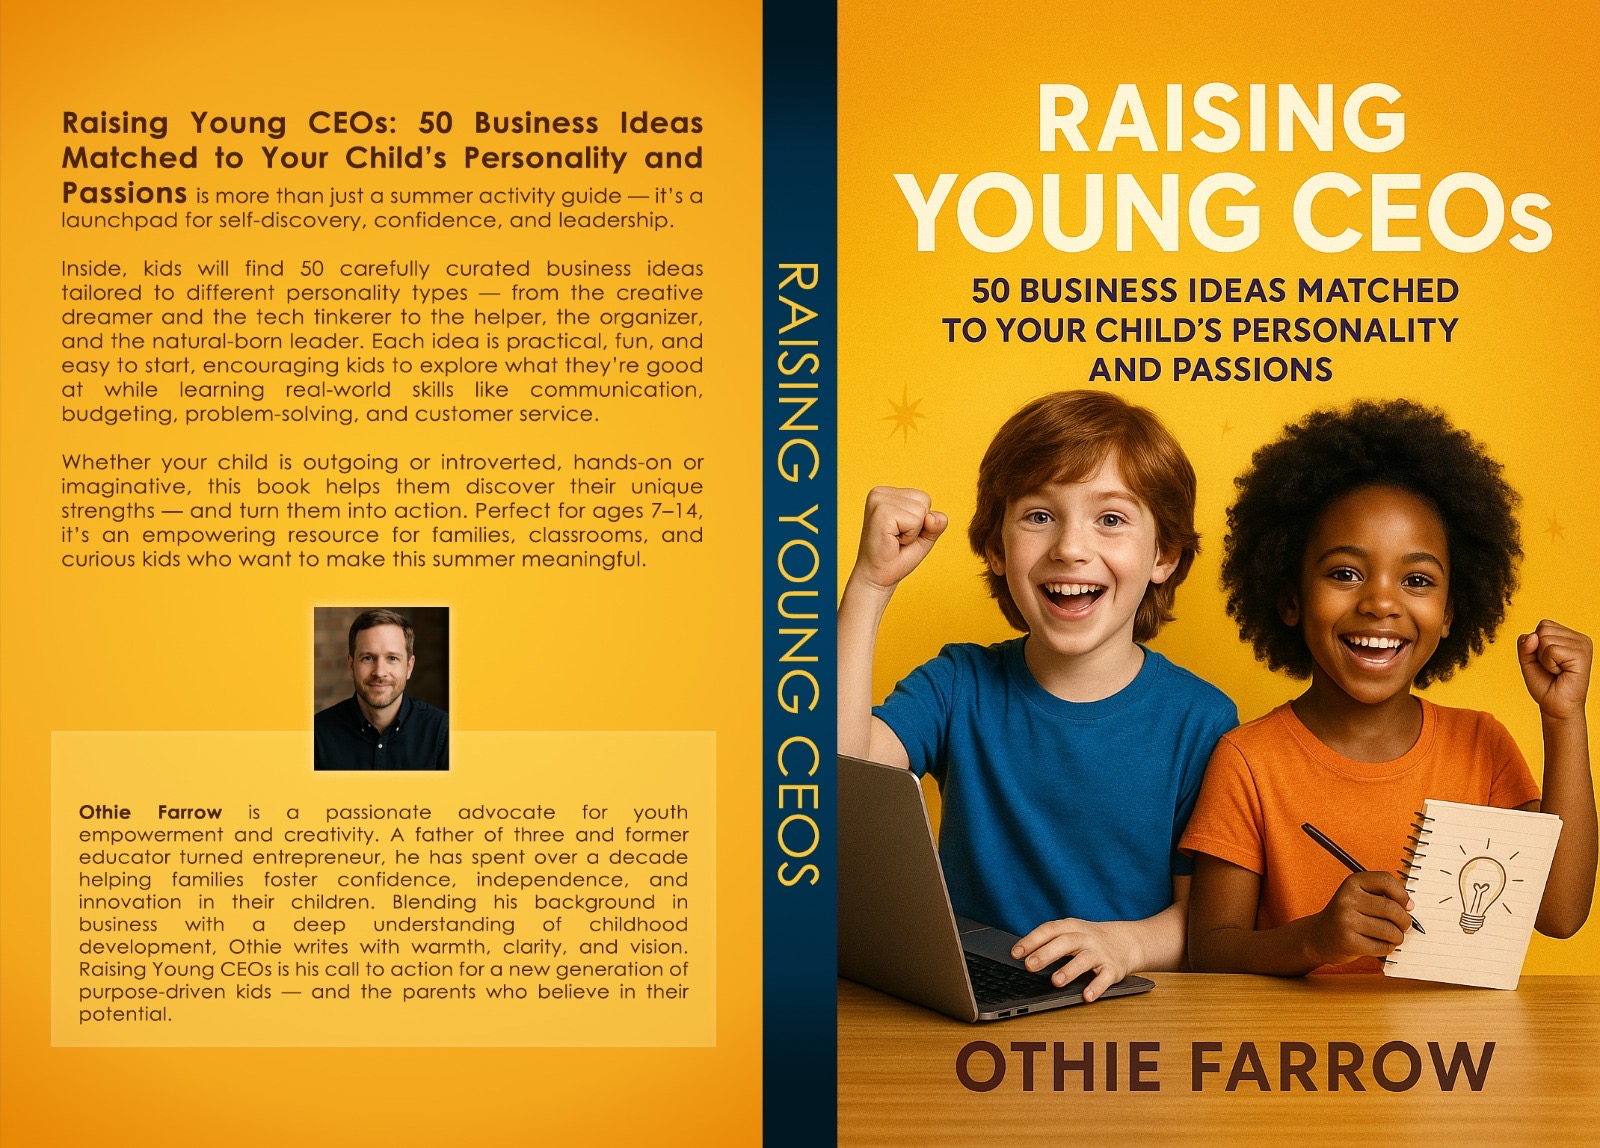 Raising Young CEOs: 50 Business Ideas
Matched to Your Child's Personality and
Passions is more than just a summer activity guide — it's a
launchpad for self-discovery, confidence, and leadership.
Inside, kids will find 50 carefully curated business ideas
tailored to different personality types — from the creative
dreamer and the tech tinkerer to the helper, the organizer,
and the natural-born leader. Each idea is practical, fun, and
easy to start, encouraging kids to explore what they're good
at while learning real-world skills like communication,
budgeting, problem-solving, and customer service.
Whether your child is outgoing or introverted, hands-on or
imaginative, this book helps them discover their unique
strengths — and turn them into action. Perfect for ages 7–14,
it's an empowering resource for families, classrooms, and
curious kids who want to make this summer meaningful.
Othie Farrow is a passionate advocate for youth
empowerment and creativity. A father of three and former
educator turned entrepreneur, he has spent over a decade
helping families foster confidence, independence, and
innovation in their children. Blending his background in
business with a deep understanding of childhood
development, Othie writes with warmth, clarity, and vision.
Raising Young CEOs is his call to action for a new generation of
purpose-driven kids — and the parents who believe in their
potential.
RAISING YOUNG CEOS
RAISING
YOUNG CEOs
50 BUSINESS IDEAS MATCHED
TO YOUR CHILD'S PERSONALITY
AND PASSIONS
OTHIE FARROW